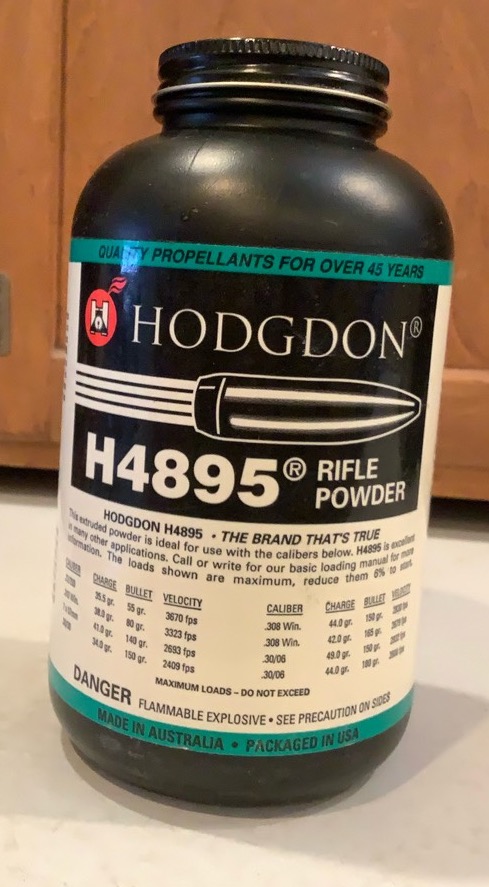 QUALITY PROPELLANTS FOR OVER 45 YEARS
H
HODGDON®
H4895® RIFLE
POWDER
HODGDON H4895 • THE BRAND THAT'S TRUE
This extruded powder is ideal for use with the calibers below. H4895 is excellent
in many other applications. Call or write for our basic loading manual for more
information. The loads shown are maximum, reduce them 6% to start.
CALIBER CHARGE BULLET VELOCITY CALIBER CHARGE BULLET VELOCITY
35.5 gr. 55 gr. 3670 fps .308 Win. 44.0 gr. 150 gr.
38.0 gr. 80 gr. 3323 fps .308 Win. 42.0 gr. 165 gr.
41.0 gr. 140 gr. 2693 fps .30/06 49.0 gr. 150 gr.
34.0 gr. 150 gr. 2409 fps .30/06 44.0 gr. 180 gr.
MAXIMUM LOADS – DO NOT EXCEED
DANGER FLAMMABLE EXPLOSIVE • SEE PRECAUTION ON SIDES
MADE IN AUSTRALIA • PACKAGED IN USA